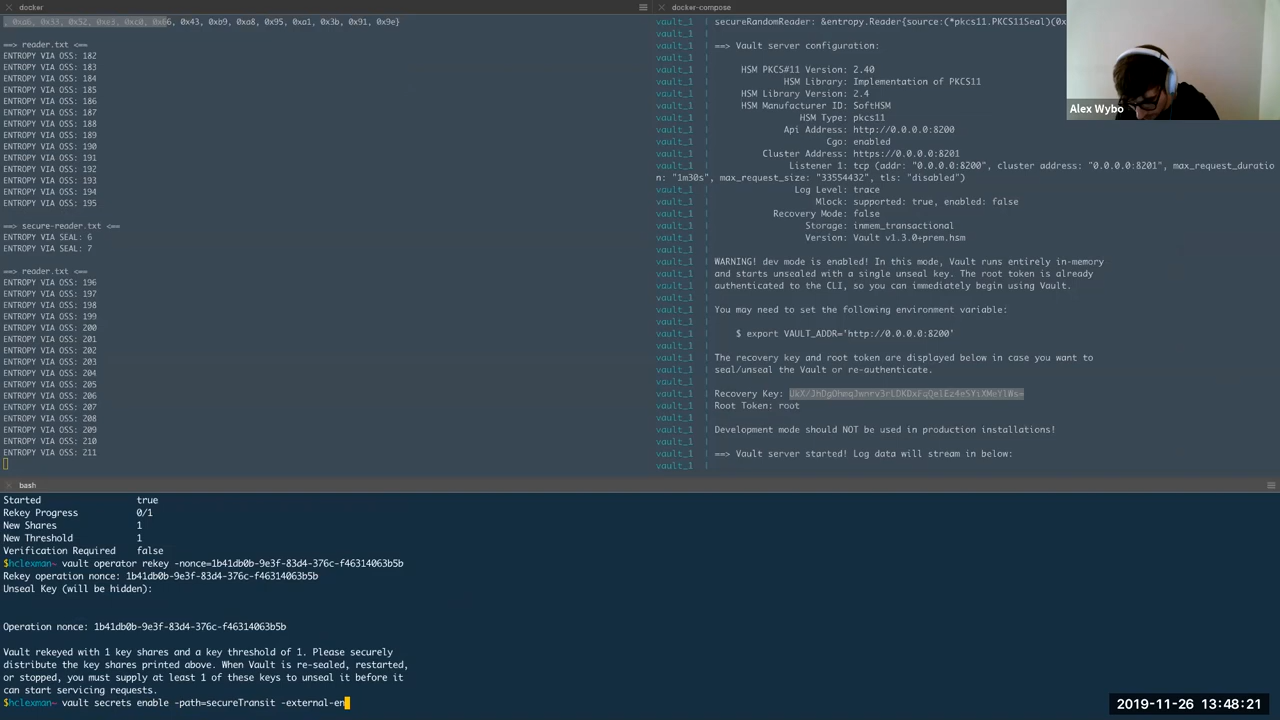 docker
, 0xa6, 0x33, 0x52, 0xe3, 0xc0, 0x66, 0x43, 0xb9, 0xa8, 0x95, 0xa1, 0x3b, 0x91, 0x9e}
==> reader.txt <==
ENTROPY VIA OSS: 182
ENTROPY VIA OSS: 183
ENTROPY VIA OSS: 184
ENTROPY VIA OSS: 185
ENTROPY VIA OSS: 186
ENTROPY VIA OSS: 187
ENTROPY VIA OSS: 188
ENTROPY VIA OSS: 189
ENTROPY VIA OSS: 190
ENTROPY VIA OSS: 191
ENTROPY VIA OSS: 192
ENTROPY VIA OSS: 193
ENTROPY VIA OSS: 194
ENTROPY VIA OSS: 195
==> secure-reader.txt <==
ENTROPY VIA SEAL: 6
ENTROPY VIA SEAL: 7
==> reader.txt <==
ENTROPY VIA OSS: 196
ENTROPY VIA OSS: 197
ENTROPY VIA OSS: 198
ENTROPY VIA OSS: 199
ENTROPY VIA OSS: 200
ENTROPY VIA OSS: 201
ENTROPY VIA OSS: 202
ENTROPY VIA OSS: 203
ENTROPY VIA OSS: 204
ENTROPY VIA OSS: 205
ENTROPY VIA OSS: 206
ENTROPY VIA OSS: 207
ENTROPY VIA OSS: 208
ENTROPY VIA OSS: 209
ENTROPY VIA OSS: 210
ENTROPY VIA OSS: 211
docker-compose
vault_1 | secureRandomReader: &entropy.Reader{source:(*pkcs11.PKCS11Seal)(0x
vault_1 |
vault_1 | ==> Vault server configuration:
vault_1 |
vault_1 | HSM PKCS#11 Version: 2.40
vault_1 | HSM Library: Implementation of PKCS11
vault_1 | HSM Library Version: 2.4
vault_1 | HSM Manufacturer ID: SoftHSM
vault_1 | HSM Type: pkcs11
vault_1 | Api Address: http://0.0.0.0:8200
vault_1 | Cgo: enabled
vault_1 | Cluster Address: https://0.0.0.0:8201
vault_1 | Listener 1: tcp (addr: "0.0.0.0:8200", cluster address: "0.0.0.0:8201", max_request_duratio
n: "1m30s", max_request_size: "33554432", tls: "disabled")
vault_1 | Log Level: trace
vault_1 | Mlock: supported: true, enabled: false
vault_1 | Recovery Mode: false
vault_1 | Storage: inmem_transactional
vault_1 | Version: Vault v1.3.0+prem.hsm
vault_1 |
vault_1 | WARNING! dev mode is enabled! In this mode, Vault runs entirely in-memory
vault_1 | and starts unsealed with a single unseal key. The root token is already
vault_1 | authenticated to the CLI, so you can immediately begin using Vault.
vault_1 |
vault_1 | You may need to set the following environment variable:
vault_1 |
vault_1 | $ export VAULT_ADDR='http://0.0.0.0:8200'
vault_1 |
vault_1 | The recovery key and root token are displayed below in case you want to
vault_1 | seal/unseal the Vault or re-authenticate.
vault_1 |
vault_1 | Recovery Key:
vault_1 | Root Token: root
vault_1 |
vault_1 | Development mode should NOT be used in production installations!
vault_1 |
vault_1 | ==> Vault server started! Log data will stream in below:
vault_1 |
Alex Wybo
bash
Started true
Rekey Progress 0/1
New Shares 1
New Threshold 1
Verification Required false
$hclexman~ vault operator rekey -nonce=1b41db0b-9e3f-83d4-376c-f46314063b5b
Rekey operation nonce: 1b41db0b-9e3f-83d4-376c-f46314063b5b
Unseal Key (will be hidden):
Operation nonce: 1b41db0b-9e3f-83d4-376c-f46314063b5b
Vault rekeyed with 1 key shares and a key threshold of 1. Please securely
distribute the key shares printed above. When Vault is re-sealed, restarted,
or stopped, you must supply at least 1 of these keys to unseal it before it
can start servicing requests.
$hclexman~ vault secrets enable -path=secureTransit -external-en
2019-11-26 13:48:21